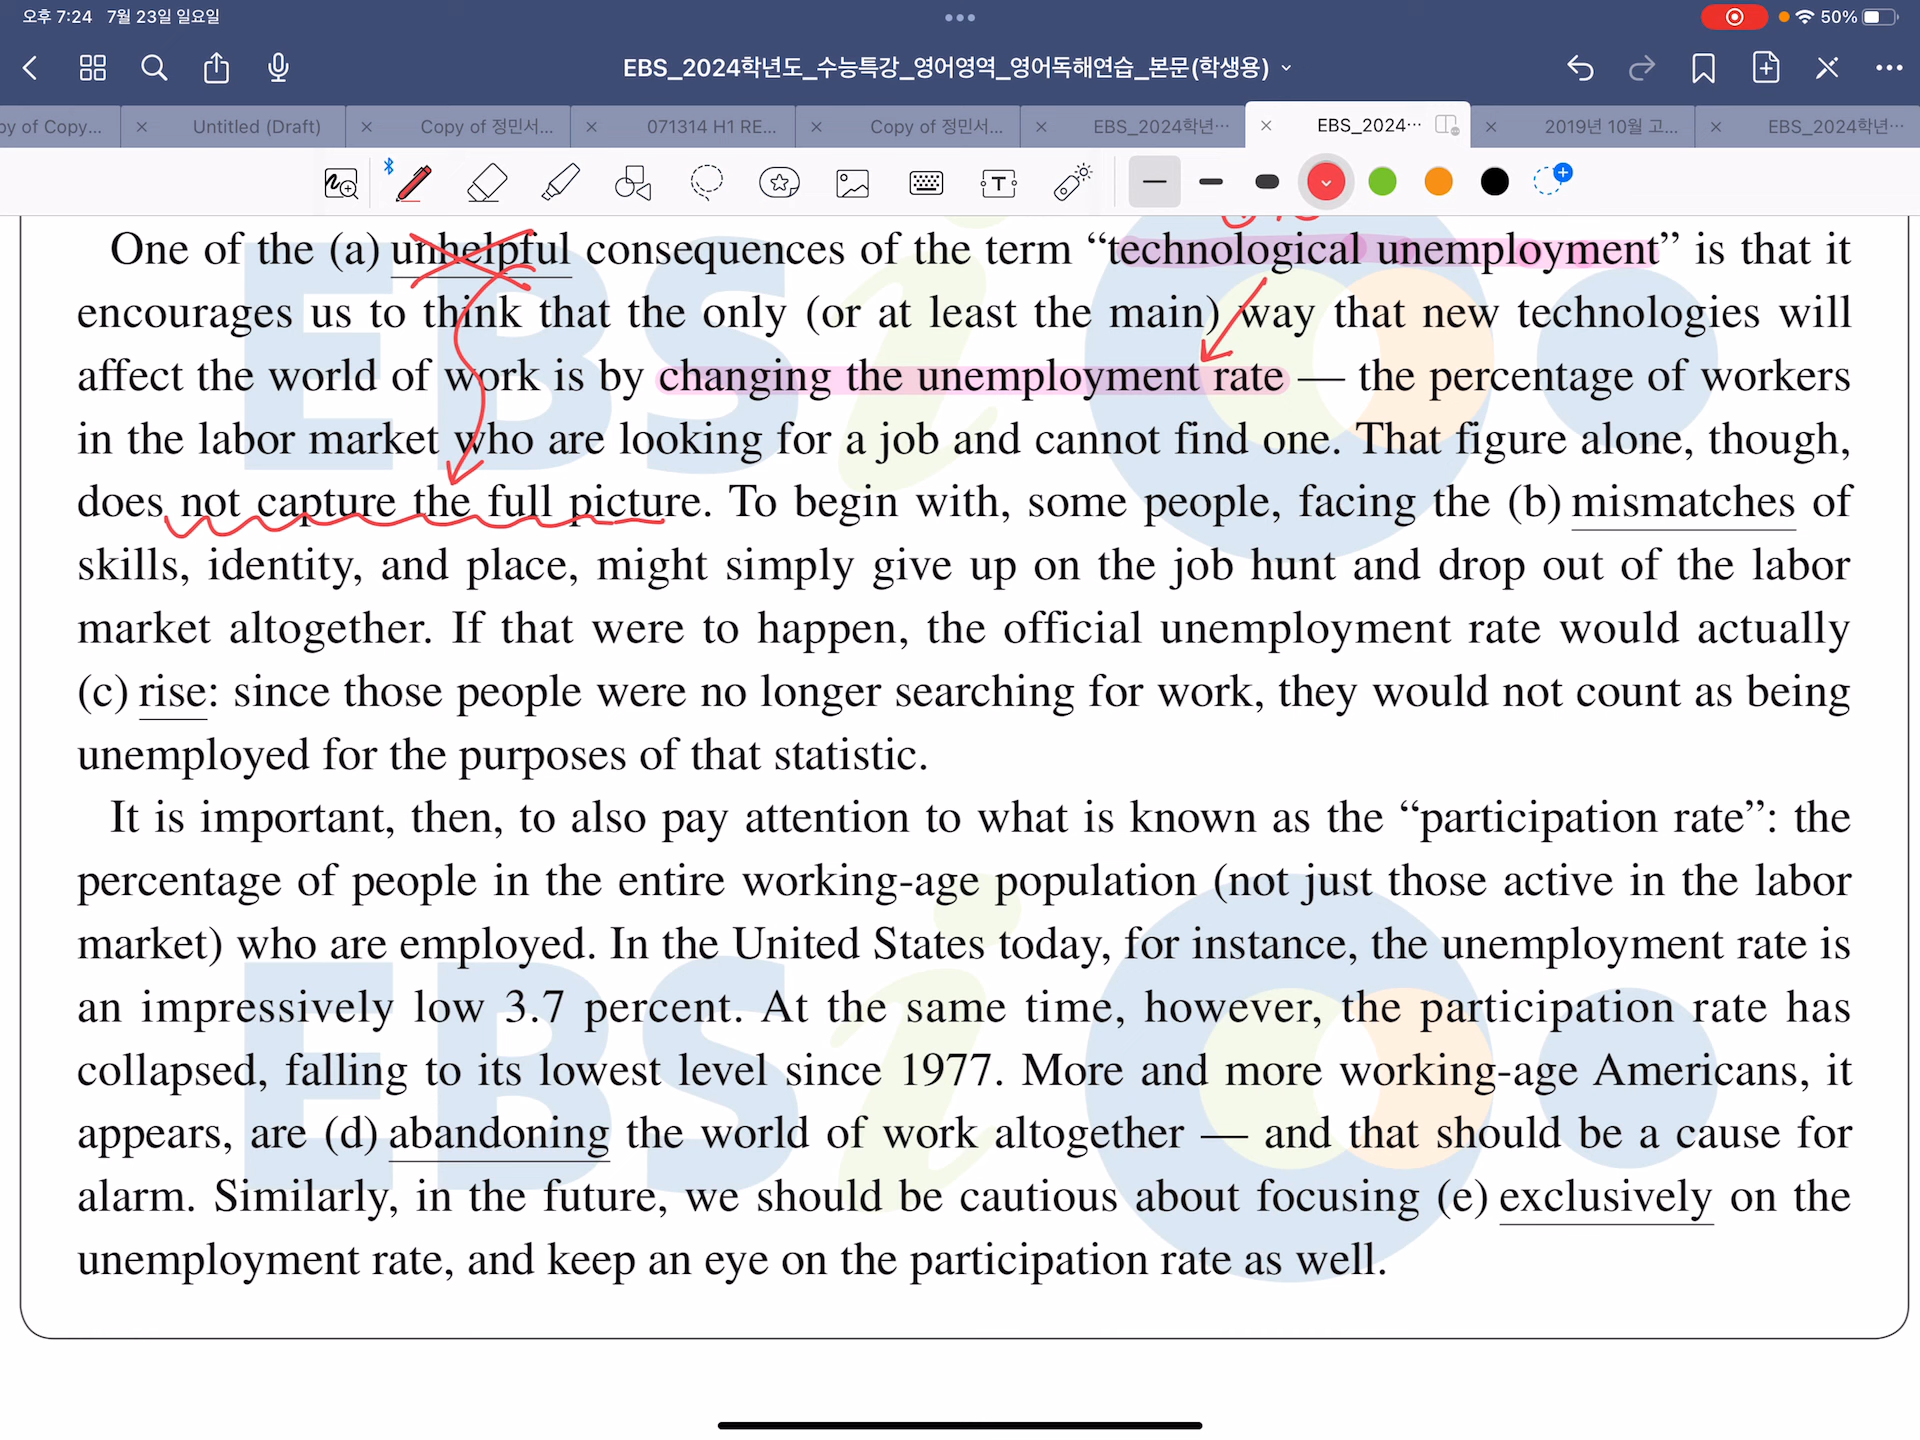 오후 7:24 7월 23일 일요일
50%
EBS_2024학년도_수능특강_영어영역_영어독해연습_본문(학생용)
py of Copy...
Untitled (Draft)
Copy of 정민서...
071314 H1 RE...
Copy of 정민서...
EBS_2024학년...
EBS_2024...
2019년 10월 고...
EBS_2024학년...
One of the (a) unhelpful consequences of the term “technological unemployment” is that it
encourages us to think that the only (or at least the main) way that new technologies will
affect the world of work is by changing the unemployment rate — the percentage of workers
in the labor market who are looking for a job and cannot find one. That figure alone, though,
does not capture the full picture. To begin with, some people, facing the (b) mismatches of
skills, identity, and place, might simply give up on the job hunt and drop out of the labor
market altogether. If that were to happen, the official unemployment rate would actually
(c) rise: since those people were no longer searching for work, they would not count as being
unemployed for the purposes of that statistic.
It is important, then, to also pay attention to what is known as the “participation rate”: the
percentage of people in the entire working-age population (not just those active in the labor
market) who are employed. In the United States today, for instance, the unemployment rate is
an impressively low 3.7 percent. At the same time, however, the participation rate has
collapsed, falling to its lowest level since 1977. More and more working-age Americans, it
appears, are (d) abandoning the world of work altogether — and that should be a cause for
alarm. Similarly, in the future, we should be cautious about focusing (e) exclusively on the
unemployment rate, and keep an eye on the participation rate as well.
EBSi
EBSi